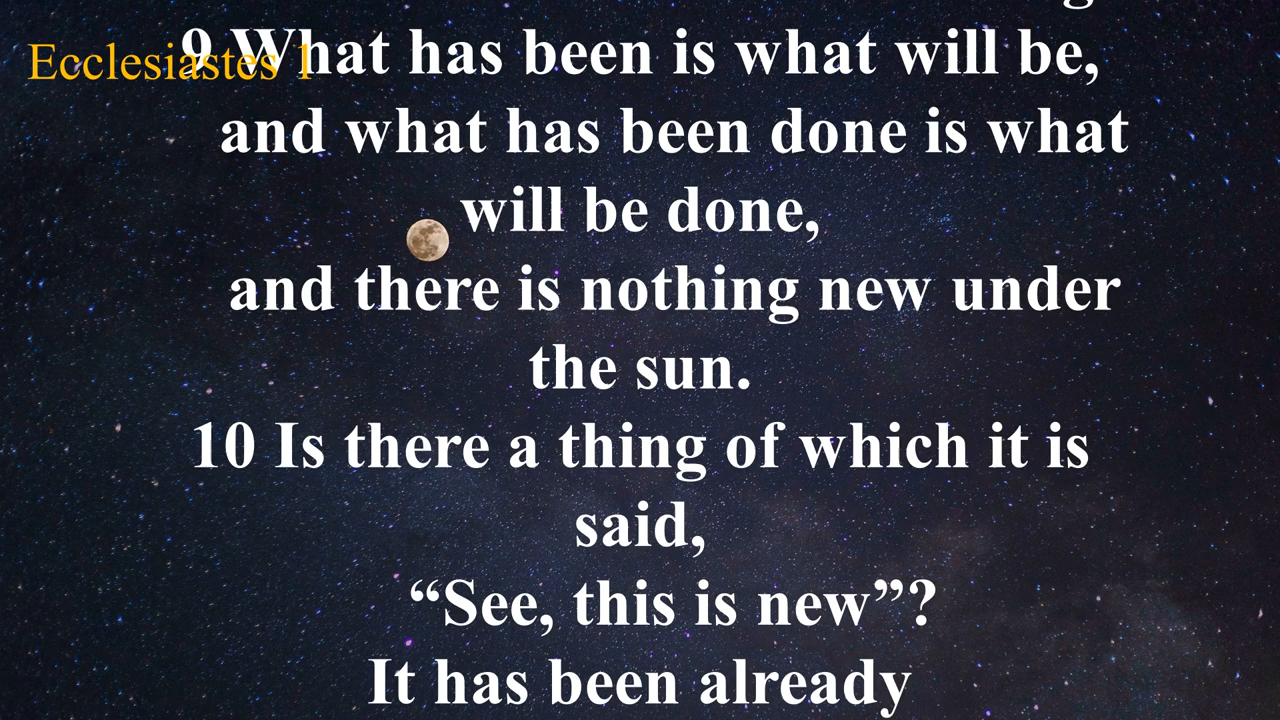 Ecclesiastes 1
9 What has been is what will be,
and what has been done is what
will be done,
and there is nothing new under
the sun.
10 Is there a thing of which it is
said,
“See, this is new”?
It has been already